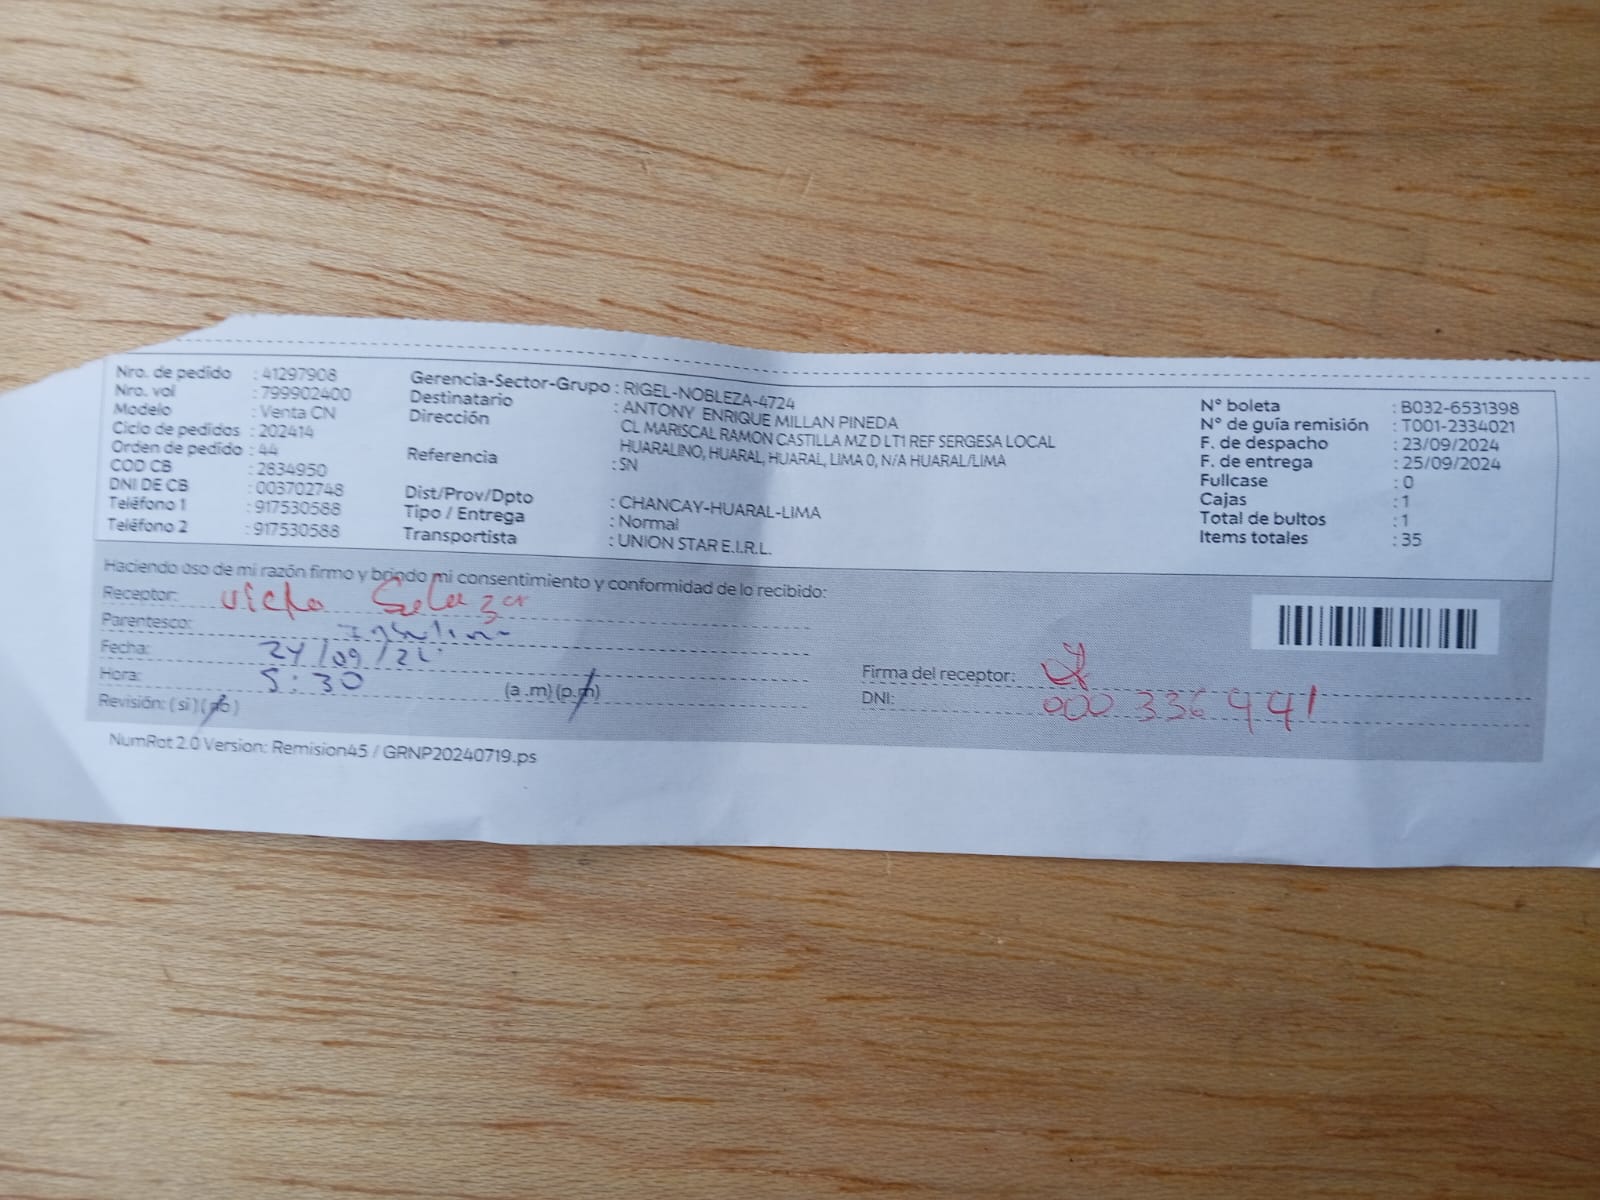 Nro. de pedido : 41297908
Nro. vol : 799902400
Modelo : Venta CN
Ciclo de pedidos : 202414
Orden de pedido : 44
COD CB : 2834950
DNI DE CB : 003702748
Teléfono 1 : 917530588
Teléfono 2 : 917530588
Gerencia-Sector-Grupo : RIGEL-NOBLEZA-4724
Destinatario : ANTONY ENRIQUE MILLAN PINEDA
Dirección CL MARISCAL RAMON CASTILLA MZ D LT1 REF SERGESA LOCAL
HUARALINO, HUARAL, HUARAL, LIMA 0, N/A HUARAL/LIMA
Referencia : SN
Dist/Prov/Dpto : CHANCAY-HUARAL-LIMA
Tipo / Entrega : Normal
Transportista : UNION STAR E.I.R.L.
N° boleta : B032-6531398
N° de guía remisión : T001-2334021
F. de despacho : 23/09/2024
F. de entrega : 25/09/2024
Fullcase : 0
Cajas : 1
Total de bultos : 1
Items totales : 35
Haciendo uso de mi razón firmo y brindo mi consentimiento y conformidad de lo recibido:
Receptor:
Parentesco:
Fecha: 24/09/24
Hora: 5:30 (a .m) (p.m)
Revisión: ( si ) ( no )
Firma del receptor:
DNI: 000 336 441
NumRot 2.0 Version: Remision45 / GRNP20240719.ps